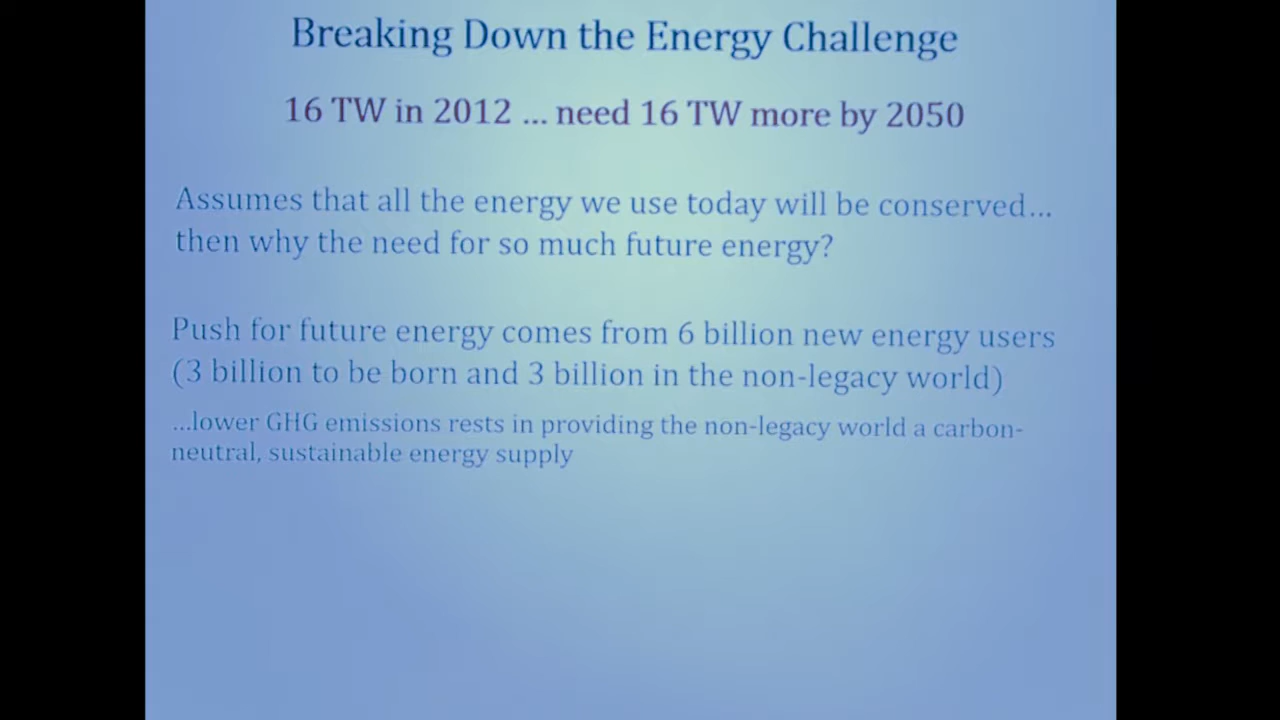 Breaking Down the Energy Challenge
16 TW in 2012 ... need 16 TW more by 2050
Assumes that all the energy we use today will be conserved...
then why the need for so much future energy?
Push for future energy comes from 6 billion new energy users
(3 billion to be born and 3 billion in the non-legacy world)
...lower GHG emissions rests in providing the non-legacy world a carbon-
neutral, sustainable energy supply